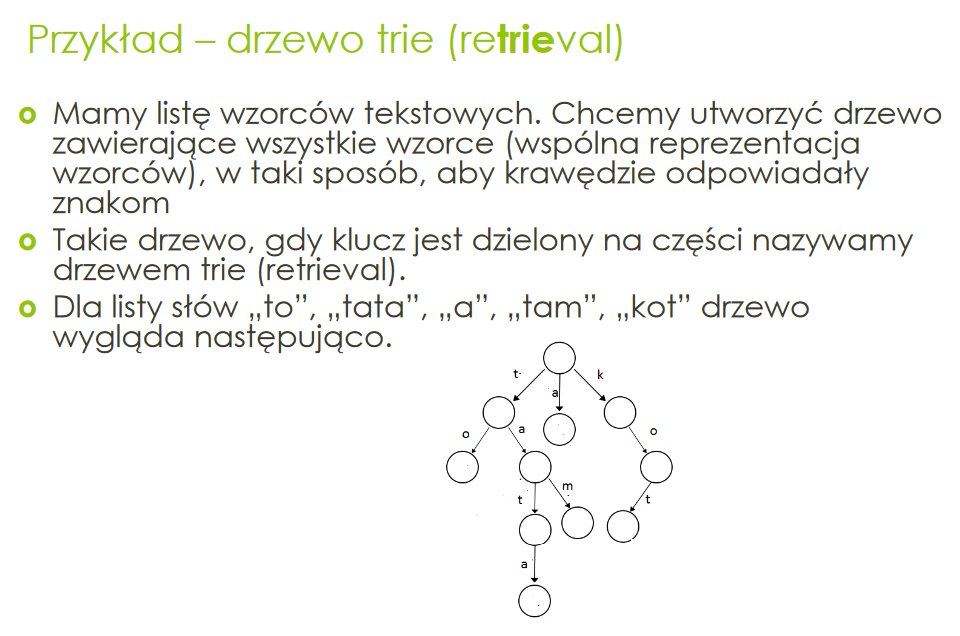 Przykład – drzewo trie (retrieval)
Mamy listę wzorców tekstowych. Chcemy utworzyć drzewo
zawierające wszystkie wzorce (wspólna reprezentacja
wzorców), w taki sposób, aby krawędzie odpowiadały
znakom
Takie drzewo, gdy klucz jest dzielony na części nazywamy
drzewem trie (retrieval).
Dla listy słów „to”, „tata”, „a”, „tam”, „kot” drzewo
wygląda następująco.
t k
a
o a o
t m t
a